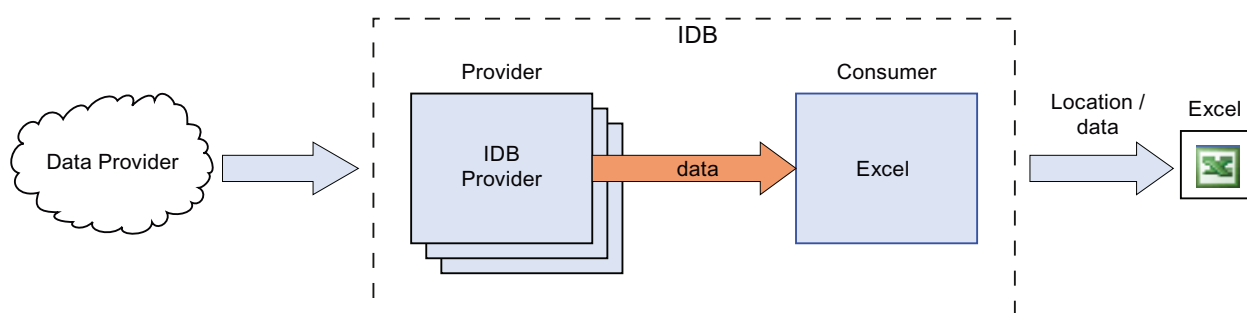 IDB
Provider
Consumer
Data Provider
IDB
Provider
data
Excel
Location /
data
Excel